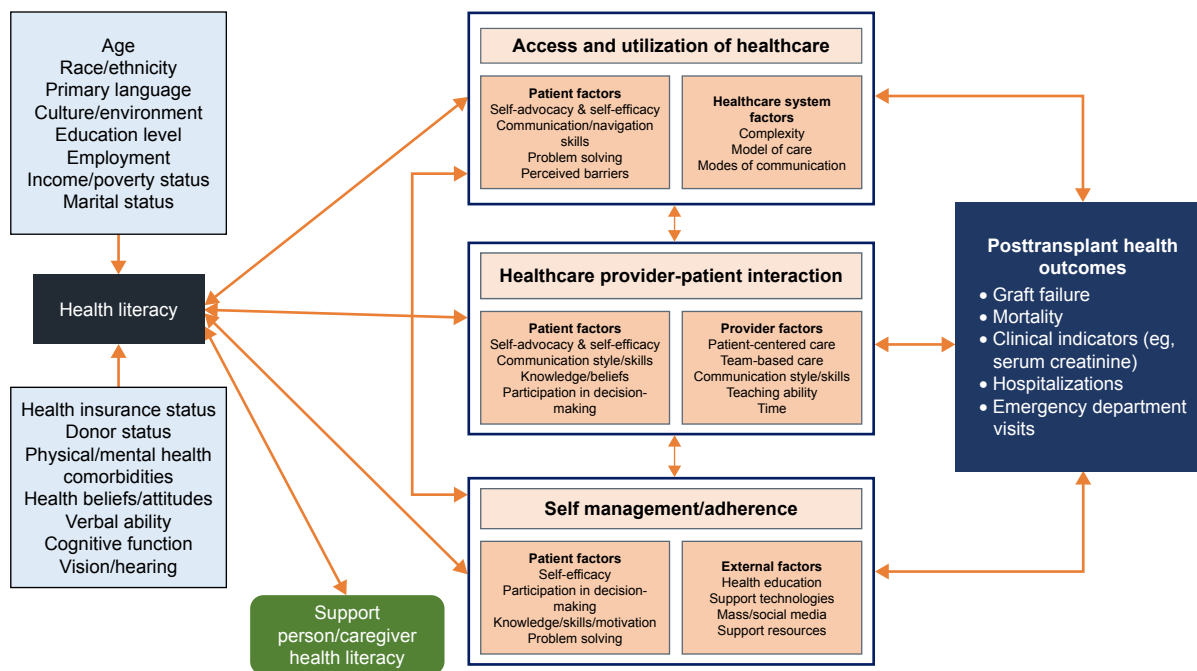 Age
Race/ethnicity
Primary language
Culture/environment
Education level
Employment
Income/poverty status
Marital status
Health literacy
Health insurance status
Donor status
Physical/mental health
comorbidities
Health beliefs/attitudes
Verbal ability
Cognitive function
Vision/hearing
Support
person/caregiver
health literacy
Access and utilization of healthcare
Patient factors
Self-advocacy & self-efficacy
Communication/navigation
skills
Problem solving
Perceived barriers
Healthcare system
factors
Complexity
Model of care
Modes of communication
Healthcare provider-patient interaction
Patient factors
Self-advocacy & self-efficacy
Communication style/skills
Knowledge/beliefs
Participation in decision-
making
Provider factors
Patient-centered care
Team-based care
Communication style/skills
Teaching ability
Time
Self management/adherence
Patient factors
Self-efficacy
Participation in decision-
making
Knowledge/skills/motivation
Problem solving
External factors
Health education
Support technologies
Mass/social media
Support resources
Posttransplant health
outcomes
• Graft failure
• Mortality
• Clinical indicators (eg,
serum creatinine)
• Hospitalizations
• Emergency department
visits